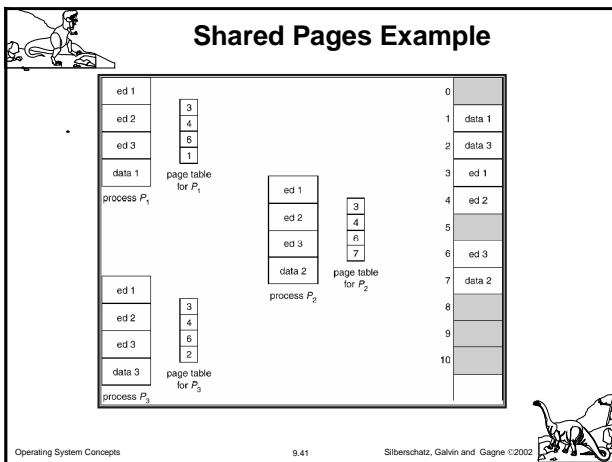 Shared Pages Example
ed 1
ed 2
ed 3
data 1
process P1
3
4
6
1
page table
for P1
ed 1
ed 2
ed 3
data 2
process P2
3
4
6
7
page table
for P2
ed 1
ed 2
ed 3
data 3
process P3
3
4
6
2
page table
for P3
0
1 data 1
2 data 3
3 ed 1
4 ed 2
5
6 ed 3
7 data 2
8
9
10
Operating System Concepts
9.41
Silberschatz, Galvin and Gagne ©2002